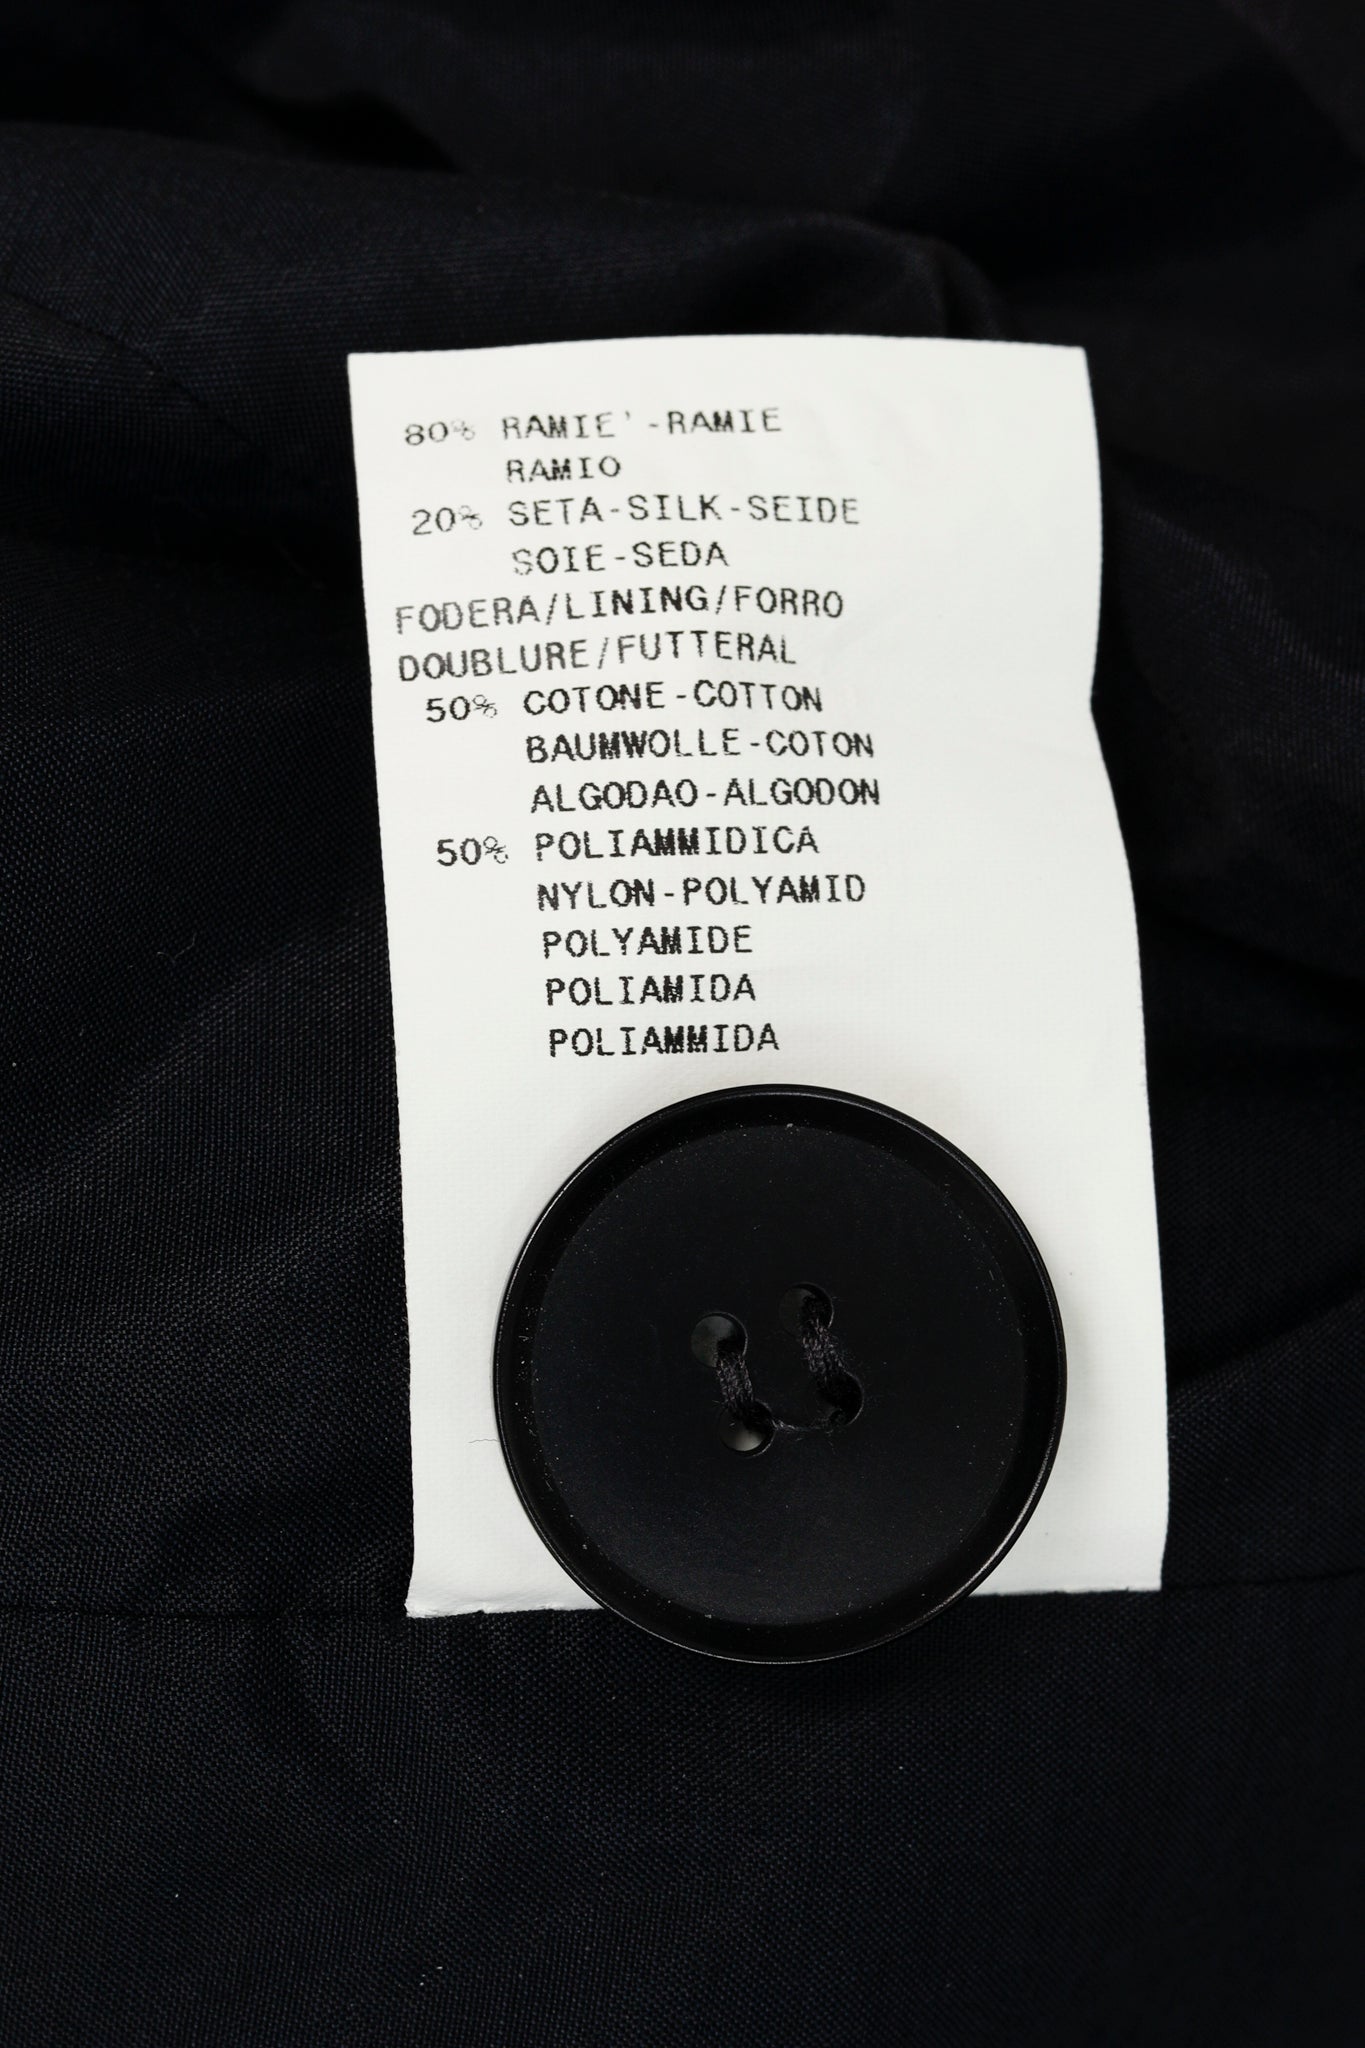 80% RAMIE'-RAMIE
RAMIO
20% SETA-SILK-SEIDE
SOIE-SEDA
FODERA/LINING/FORRO
DOUBLURE/FUTTERAL
50% COTONE-COTTON
BAUMWOLLE-COTON
ALGODAO-ALGODON
50% POLIAMMIDICA
NYLON-POLYAMID
POLYAMIDE
POLIAMIDA
POLIAMMIDA